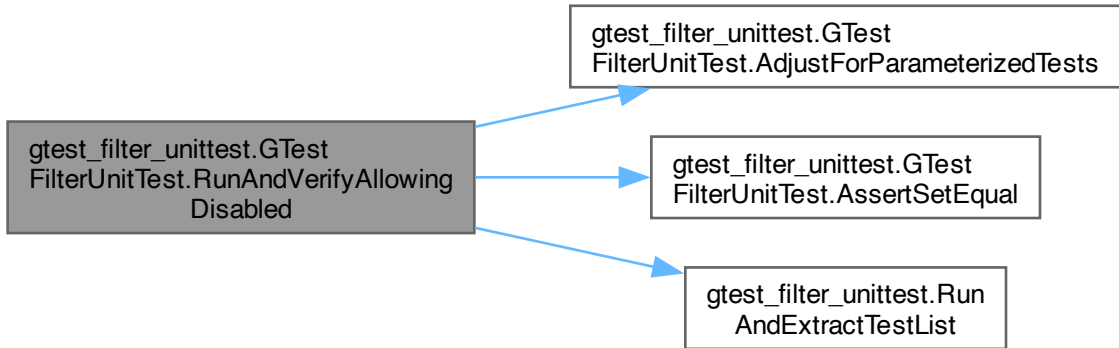 gtest_filter_unittest.GTest
FilterUnitTest.RunAndVerifyAllowing
Disabled
gtest_filter_unittest.GTest
FilterUnitTest.AdjustForParameterizedTests
gtest_filter_unittest.GTest
FilterUnitTest.AssertSetEqual
gtest_filter_unittest.Run
AndExtractTestList